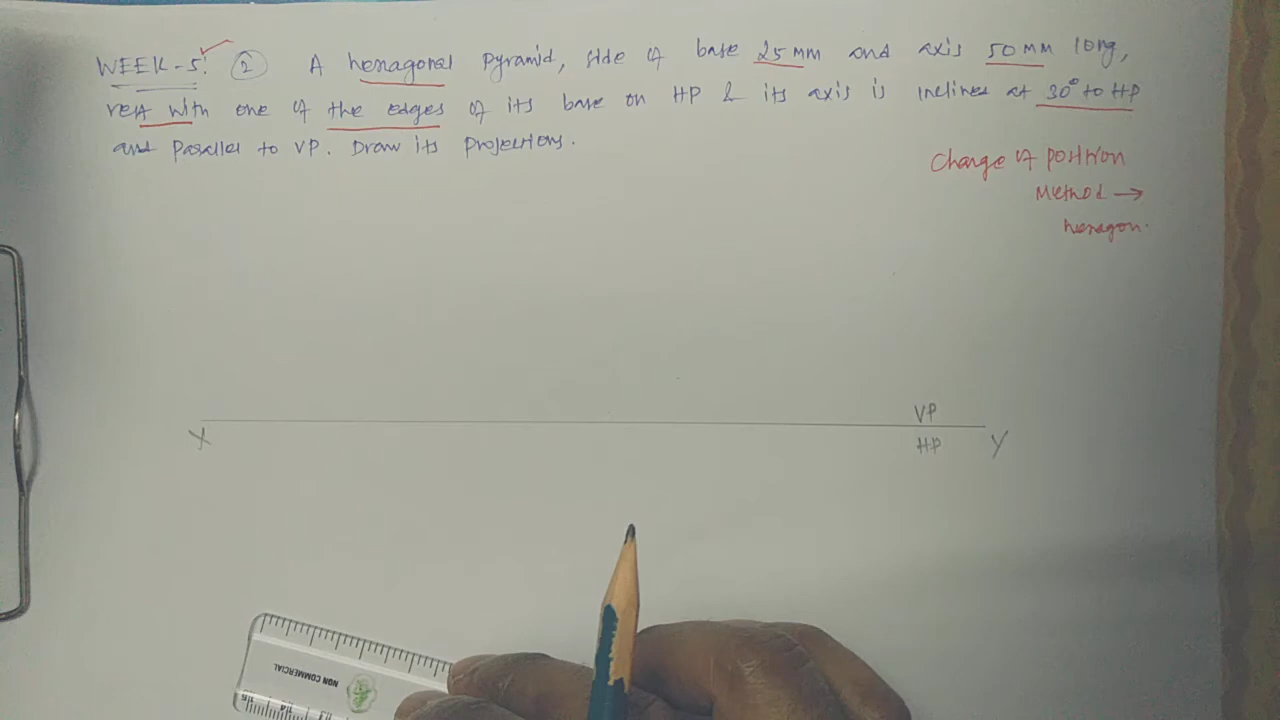 WEEK-5: 2 A hexagonal pyramid, side of base 25 MM and axis 50 MM long,
rest with one of the edges of its base on HP & its axis is inclined at 30° to HP
and Parallel to VP. Draw its projections.
Change of position
Method →
hexagon.
VP
X
HP
Y
NON COMMERCIAL